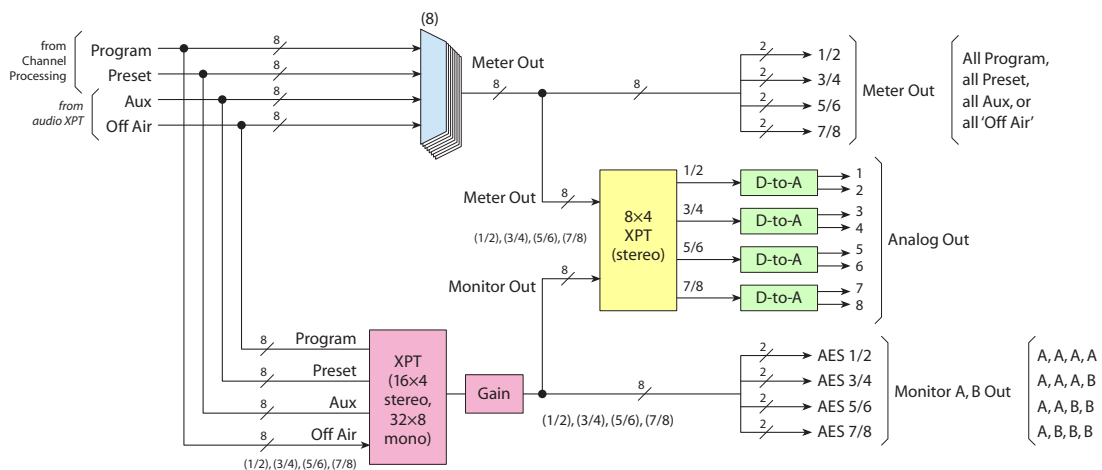 (8)
from
Channel
Processing
Program
8
8
Preset
8
8
from
audio XPT
Aux
8
8
Off Air
8
8
Meter Out
8
8
2
1/2
2
3/4
2
5/6
2
7/8
Meter Out
All Program,
all Preset,
all Aux, or
all ‘Off Air’
Meter Out
8
(1/2), (3/4), (5/6), (7/8)
Monitor Out
8
8×4
XPT
(stereo)
1/2
D-to-A
1
2
3/4
D-to-A
3
4
5/6
D-to-A
5
6
7/8
D-to-A
7
8
Analog Out
8
Program
8
Preset
8
Aux
8
Off Air
(1/2), (3/4), (5/6), (7/8)
XPT
(16×4
stereo,
32×8
mono)
Gain
8
(1/2), (3/4), (5/6), (7/8)
2
AES 1/2
2
AES 3/4
2
AES 5/6
2
AES 7/8
Monitor A, B Out
A, A, A, A
A, A, A, B
A, A, B, B
A, B, B, B